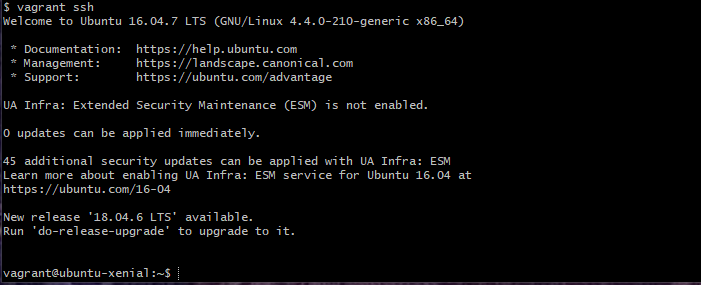 $ vagrant ssh
Welcome to Ubuntu 16.04.7 LTS (GNU/Linux 4.4.0-210-generic x86_64)
* Documentation: https://help.ubuntu.com
* Management: https://landscape.canonical.com
* Support: https://ubuntu.com/advantage
UA Infra: Extended Security Maintenance (ESM) is not enabled.
0 updates can be applied immediately.
45 additional security updates can be applied with UA Infra: ESM
Learn more about enabling UA Infra: ESM service for Ubuntu 16.04 at
https://ubuntu.com/16-04
New release '18.04.6 LTS' available.
Run 'do-release-upgrade' to upgrade to it.
vagrant@ubuntu-xenial:~$